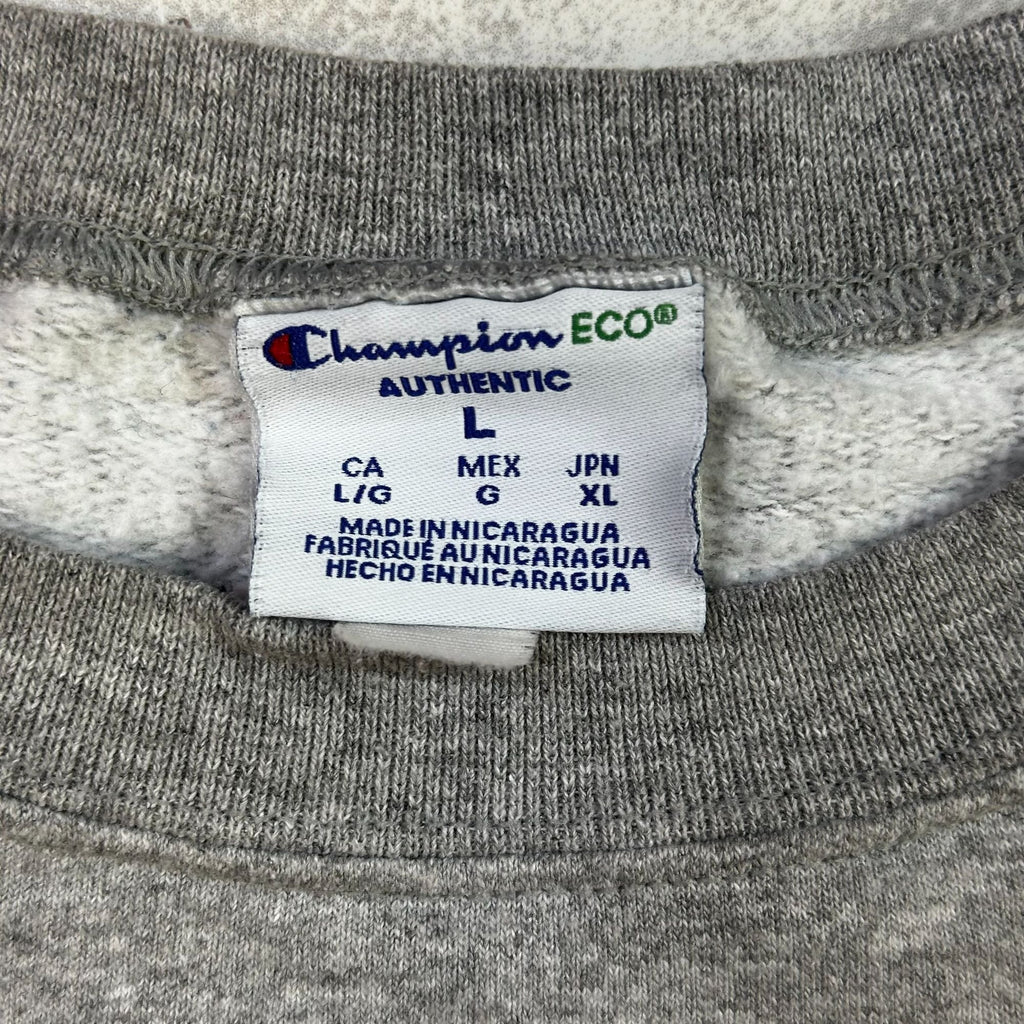 Champion ECO®
AUTHENTIC
L
CA MEX JPN
L/G G XL
MADE IN NICARAGUA
FABRIQUÉ AU NICARAGUA
HECHO EN NICARAGUA